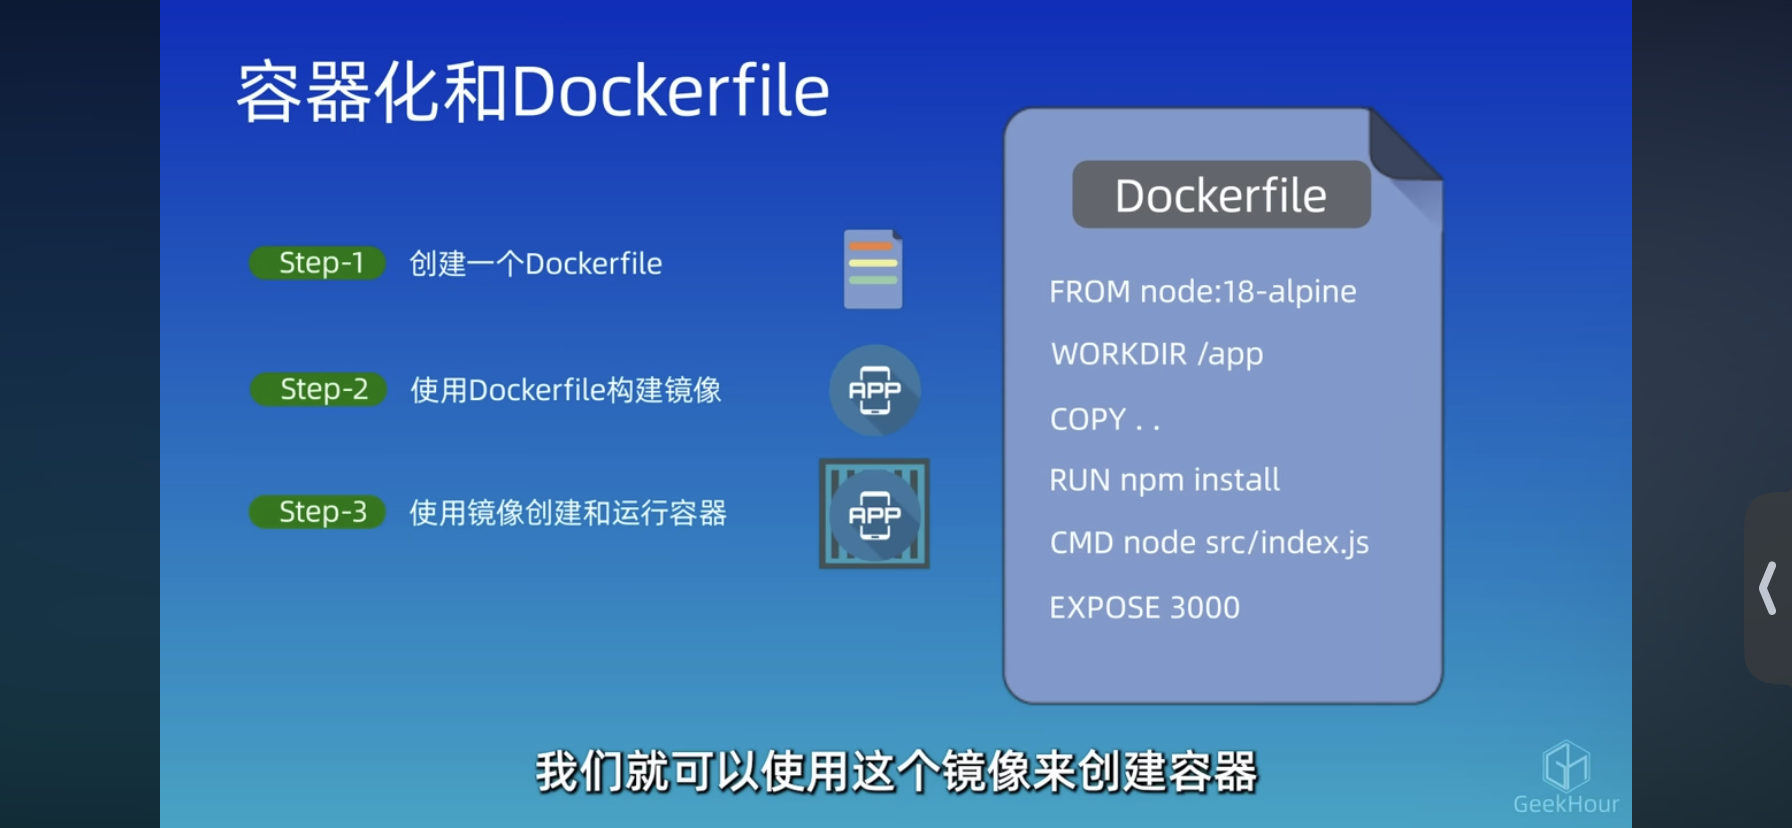 容器化和Dockerfile
Step-1 创建一个Dockerfile
Step-2 使用Dockerfile构建镜像
APP
Step-3 使用镜像创建和运行容器
APP
Dockerfile
FROM node:18-alpine
WORKDIR /app
COPY . .
RUN npm install
CMD node src/index.js
EXPOSE 3000
我们就可以使用这个镜像来创建容器
GeekHour